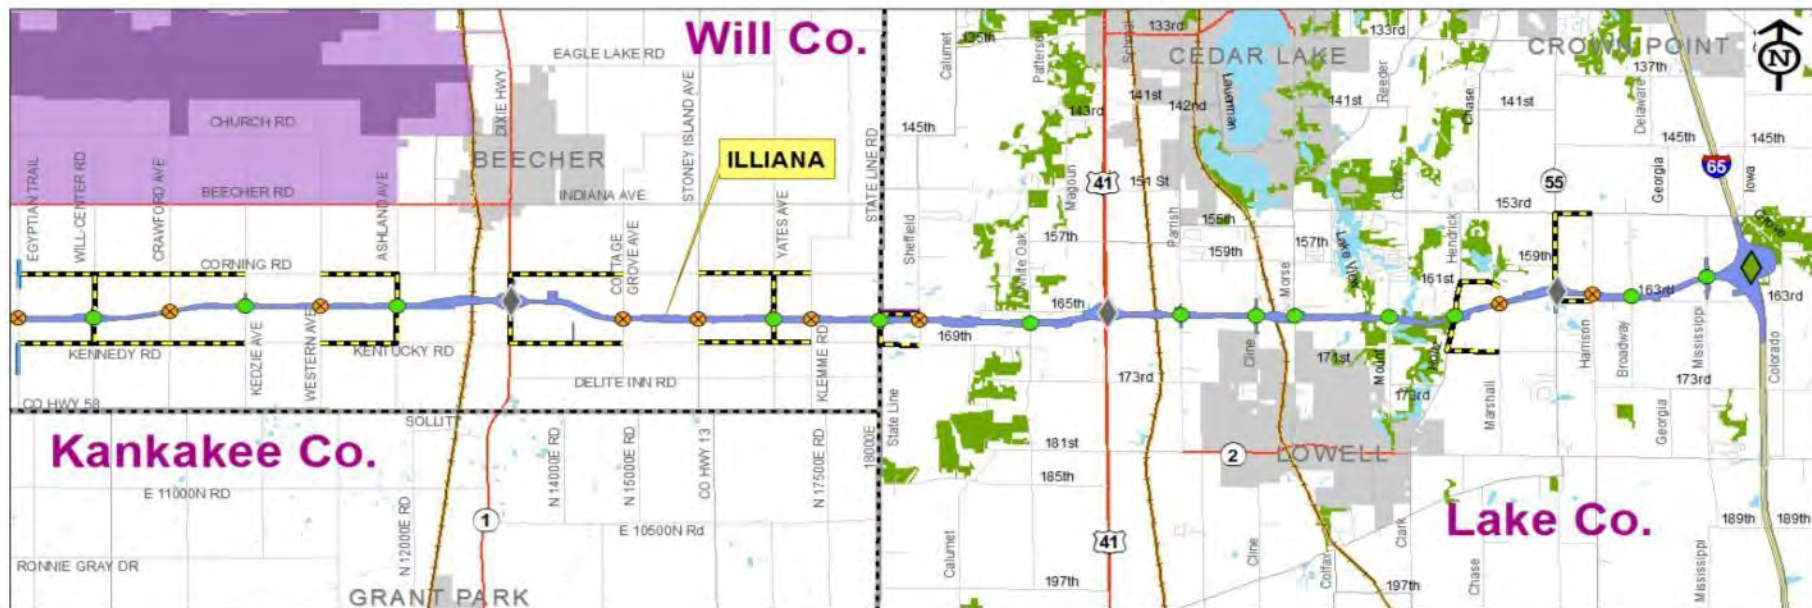 Will Co.
EAGLE LAKE RD
CHURCH RD
DIXIE HWY
BEECHER
ILLIANA
STONEY ISLAND AVE
STATE LINE RD
EGYPTIAN TRAIL
WILL-CENTER RD
CRAWFORD AVE
BEECHER RD
ASHLAND AVE
INDIANA AVE
YATES AVE
CORNING RD
COTTAGE
GROVE AVE
KENNEDY RD
KEDZIE AVE
WESTERN AVE
KENTUCKY RD
DELITE INN RD
KLEMME RD
CO HWY 58
SOLLITT
Kankakee Co.
E 11000N RD
N 12000E RD
1
N 14000E RD
N 15000E RD
CO HWY 13
N 17500E RD
18000E
E 10500N Rd
RONNIE GRAY DR
GRANT PARK
Calumet
135th
Patterson
133rd
CEDAR LAKE
133rd
CROWN POINT
137th
N
143rd
141st
142nd
Lauerman
141st
Reeder
Chase
141st
Delaware
145th
145th
145th
Magoun
41
151 St
65
Iowa
Georgia
55
153rd
Sheffield
White Oak
157th
Parrish
155th
159th
157th
Hendrick
159th
161st
Morse
165th
163rd
163rd
169th
Cline
171st
Mount
Harrison
Broadway
Mississippi
Colorado
173rd
173rd
173rd
Marshall
State Line
181st
2
LOWELL
Georgia
185th
Lake Co.
41
Calumet
Cline
Colfax
Clark
Chase
Mississippi
189th
189th
197th
197th